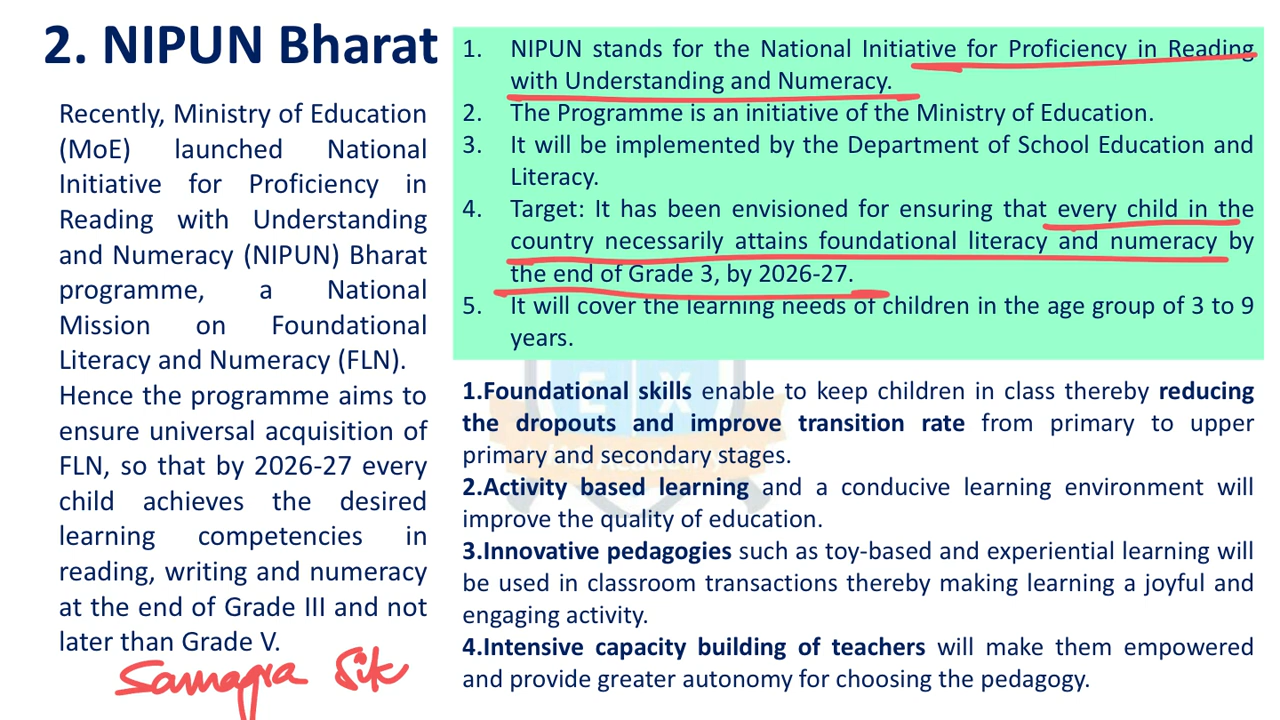 2. NIPUN Bharat
Recently, Ministry of Education
(MoE) launched National
Initiative for Proficiency in
Reading with Understanding
and Numeracy (NIPUN) Bharat
programme, a National
Mission on Foundational
Literacy and Numeracy (FLN).
Hence the programme aims to
ensure universal acquisition of
FLN, so that by 2026-27 every
child achieves the desired
learning competencies in
reading, writing and numeracy
at the end of Grade III and not
later than Grade V.
Samagra Sik
1. NIPUN stands for the National Initiative for Proficiency in Reading
with Understanding and Numeracy.
2. The Programme is an initiative of the Ministry of Education.
3. It will be implemented by the Department of School Education and
Literacy.
4. Target: It has been envisioned for ensuring that every child in the
country necessarily attains foundational literacy and numeracy by
the end of Grade 3, by 2026-27.
5. It will cover the learning needs of children in the age group of 3 to 9
years.
1.Foundational skills enable to keep children in class thereby reducing
the dropouts and improve transition rate from primary to upper
primary and secondary stages.
2.Activity based learning and a conducive learning environment will
improve the quality of education.
3.Innovative pedagogies such as toy-based and experiential learning will
be used in classroom transactions thereby making learning a joyful and
engaging activity.
4.Intensive capacity building of teachers will make them empowered
and provide greater autonomy for choosing the pedagogy.